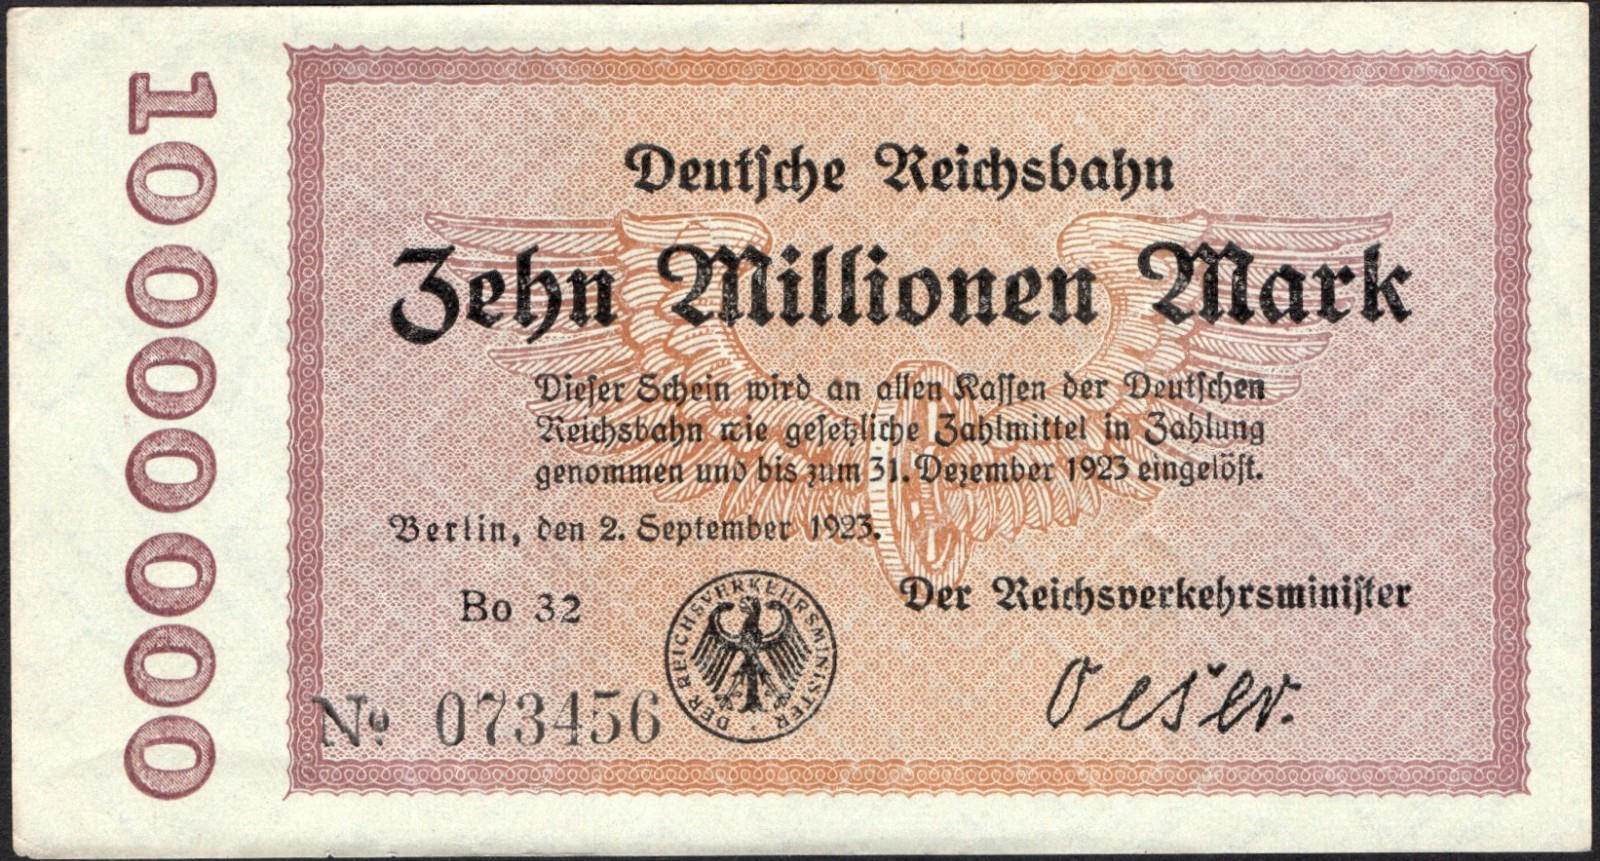 10000000
Deutsche Reichsbahn
Zehn Millionen Mark
Dieser Schein wird an allen Kassen der Deutschen
Reichsbahn wie gesetzliche Zahlmittel in Zahlung
genommen und bis zum 31. Dezember 1923 eingelöst.
Berlin, den 2. September 1923.
Bo 32
Der Reichsverkehrsminister
DER REICHSVERKEHRSMINISTER
Oeser.
Nº 073456